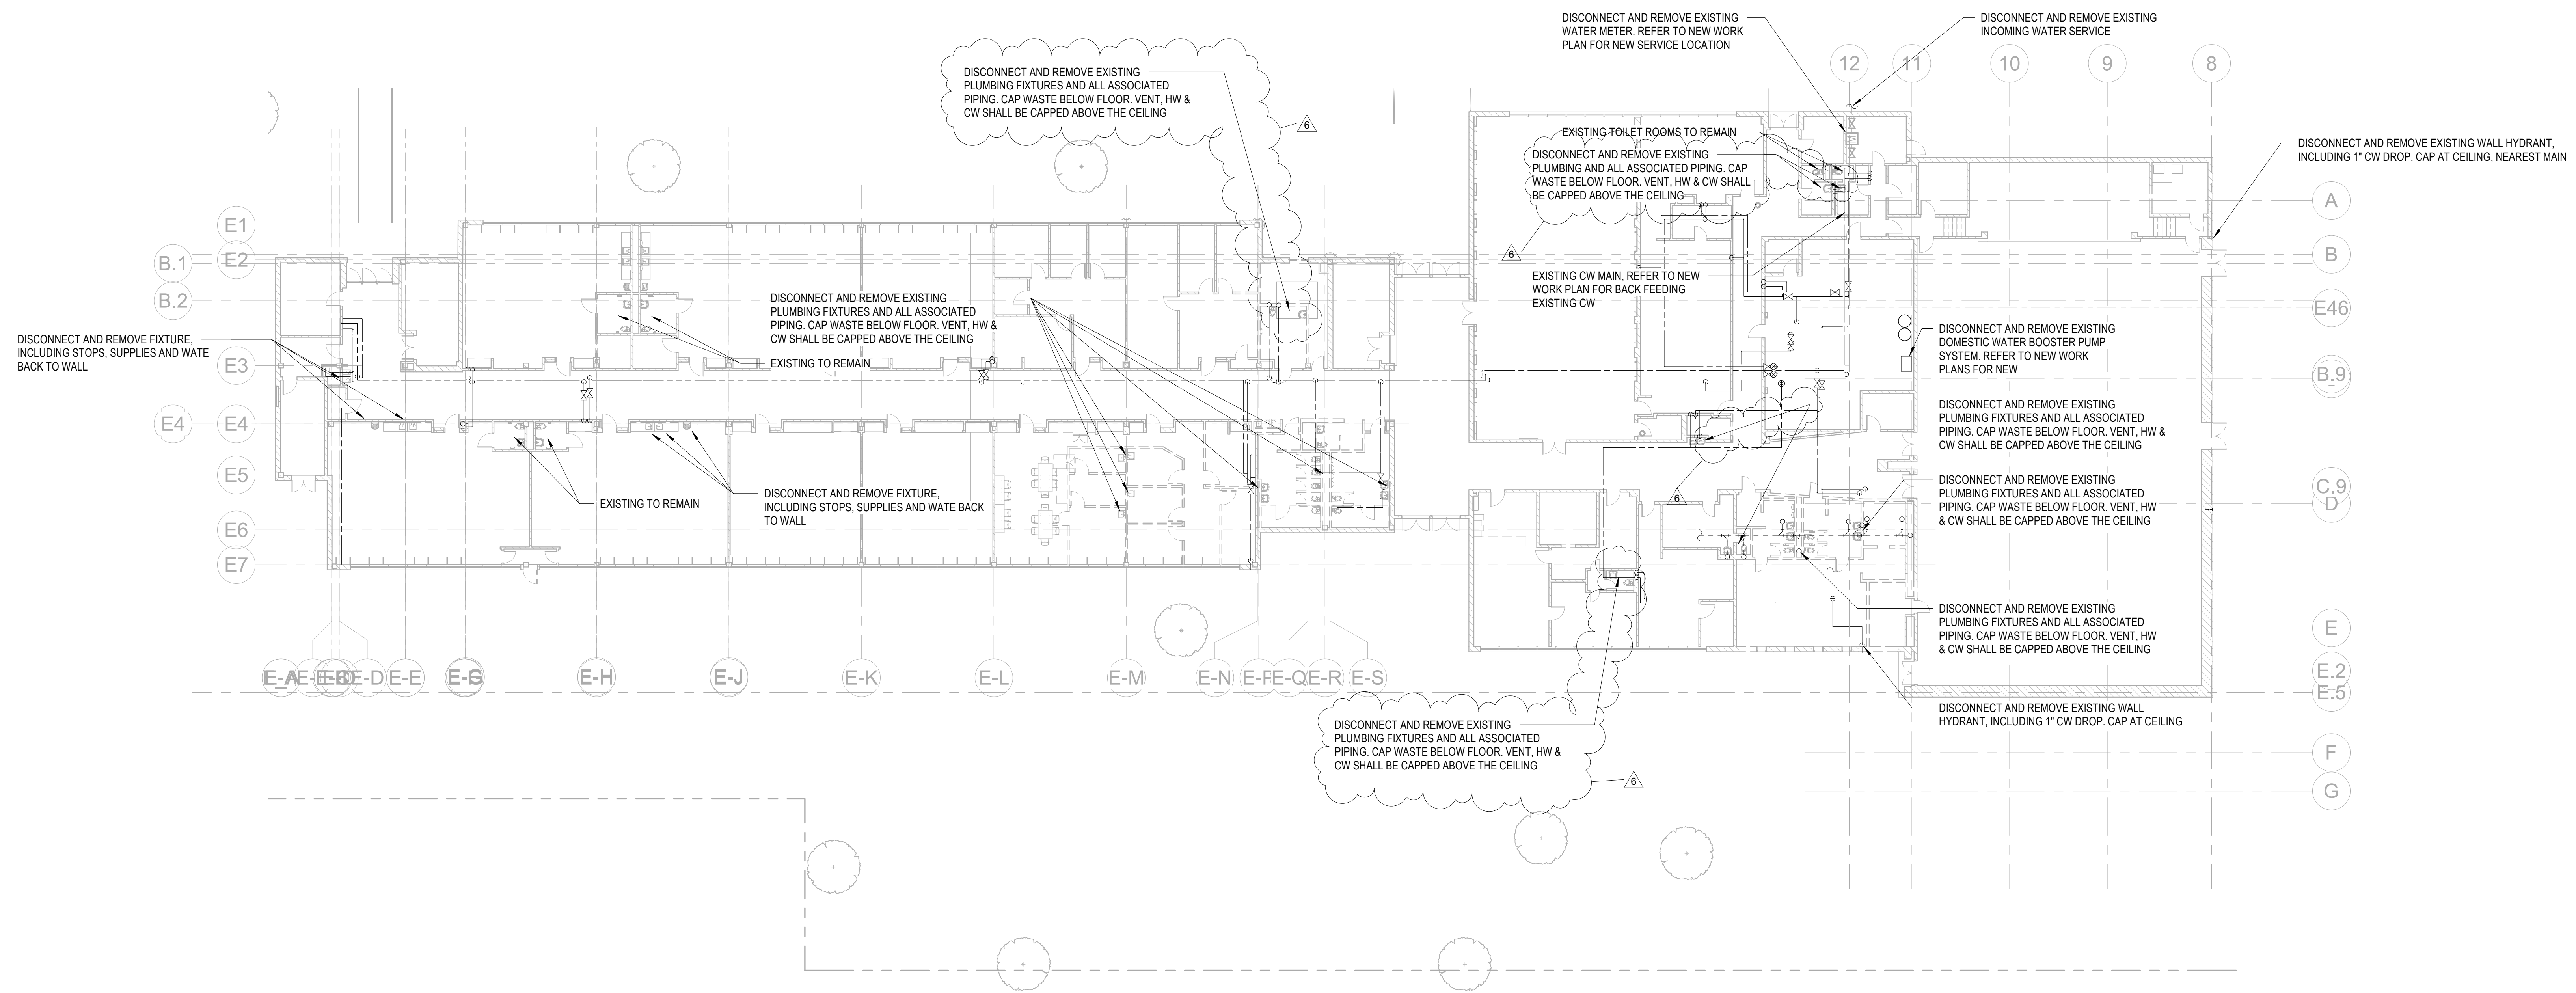 DISCONNECT AND REMOVE EXISTING
WATER METER. REFER TO NEW WORK
PLAN FOR NEW SERVICE LOCATION
DISCONNECT AND REMOVE EXISTING
INCOMING WATER SERVICE
12
11
10
9
8
DISCONNECT AND REMOVE EXISTING
PLUMBING FIXTURES AND ALL ASSOCIATED
PIPING. CAP WASTE BELOW FLOOR. VENT, HW &
CW SHALL BE CAPPED ABOVE THE CEILING
6
EXISTING TOILET ROOMS TO REMAIN
DISCONNECT AND REMOVE EXISTING
PLUMBING AND ALL ASSOCIATED PIPING. CAP
WASTE BELOW FLOOR. VENT, HW & CW SHALL
BE CAPPED ABOVE THE CEILING
6
DISCONNECT AND REMOVE EXISTING WALL HYDRANT,
INCLUDING 1" CW DROP. CAP AT CEILING, NEAREST MAIN
A
B
E46
B.9
C.9
D
E
E.2
E.5
F
G
E1
B.1
E2
B.2
E3
E4
E4
E5
E6
E7
EXISTING CW MAIN, REFER TO NEW
WORK PLAN FOR BACK FEEDING
EXISTING CW
DISCONNECT AND REMOVE EXISTING
PLUMBING FIXTURES AND ALL ASSOCIATED
PIPING. CAP WASTE BELOW FLOOR. VENT, HW &
CW SHALL BE CAPPED ABOVE THE CEILING
EXISTING TO REMAIN
DISCONNECT AND REMOVE FIXTURE,
INCLUDING STOPS, SUPPLIES AND WATE
BACK TO WALL
DISCONNECT AND REMOVE EXISTING
DOMESTIC WATER BOOSTER PUMP
SYSTEM. REFER TO NEW WORK
PLANS FOR NEW
DISCONNECT AND REMOVE EXISTING
PLUMBING FIXTURES AND ALL ASSOCIATED
PIPING. CAP WASTE BELOW FLOOR. VENT, HW &
CW SHALL BE CAPPED ABOVE THE CEILING
6
DISCONNECT AND REMOVE EXISTING
PLUMBING FIXTURES AND ALL ASSOCIATED
PIPING. CAP WASTE BELOW FLOOR. VENT, HW
& CW SHALL BE CAPPED ABOVE THE CEILING
EXISTING TO REMAIN
DISCONNECT AND REMOVE FIXTURE,
INCLUDING STOPS, SUPPLIES AND WATE BACK
TO WALL
DISCONNECT AND REMOVE EXISTING
PLUMBING FIXTURES AND ALL ASSOCIATED
PIPING. CAP WASTE BELOW FLOOR. VENT, HW
& CW SHALL BE CAPPED ABOVE THE CEILING
E-A
E-D
E-E
E-G
E-H
E-J
E-K
E-L
E-M
E-N
E-Q
E-R
E-S
DISCONNECT AND REMOVE EXISTING WALL
HYDRANT, INCLUDING 1" CW DROP. CAP AT CEILING
DISCONNECT AND REMOVE EXISTING
PLUMBING FIXTURES AND ALL ASSOCIATED
PIPING. CAP WASTE BELOW FLOOR. VENT, HW &
CW SHALL BE CAPPED ABOVE THE CEILING
6